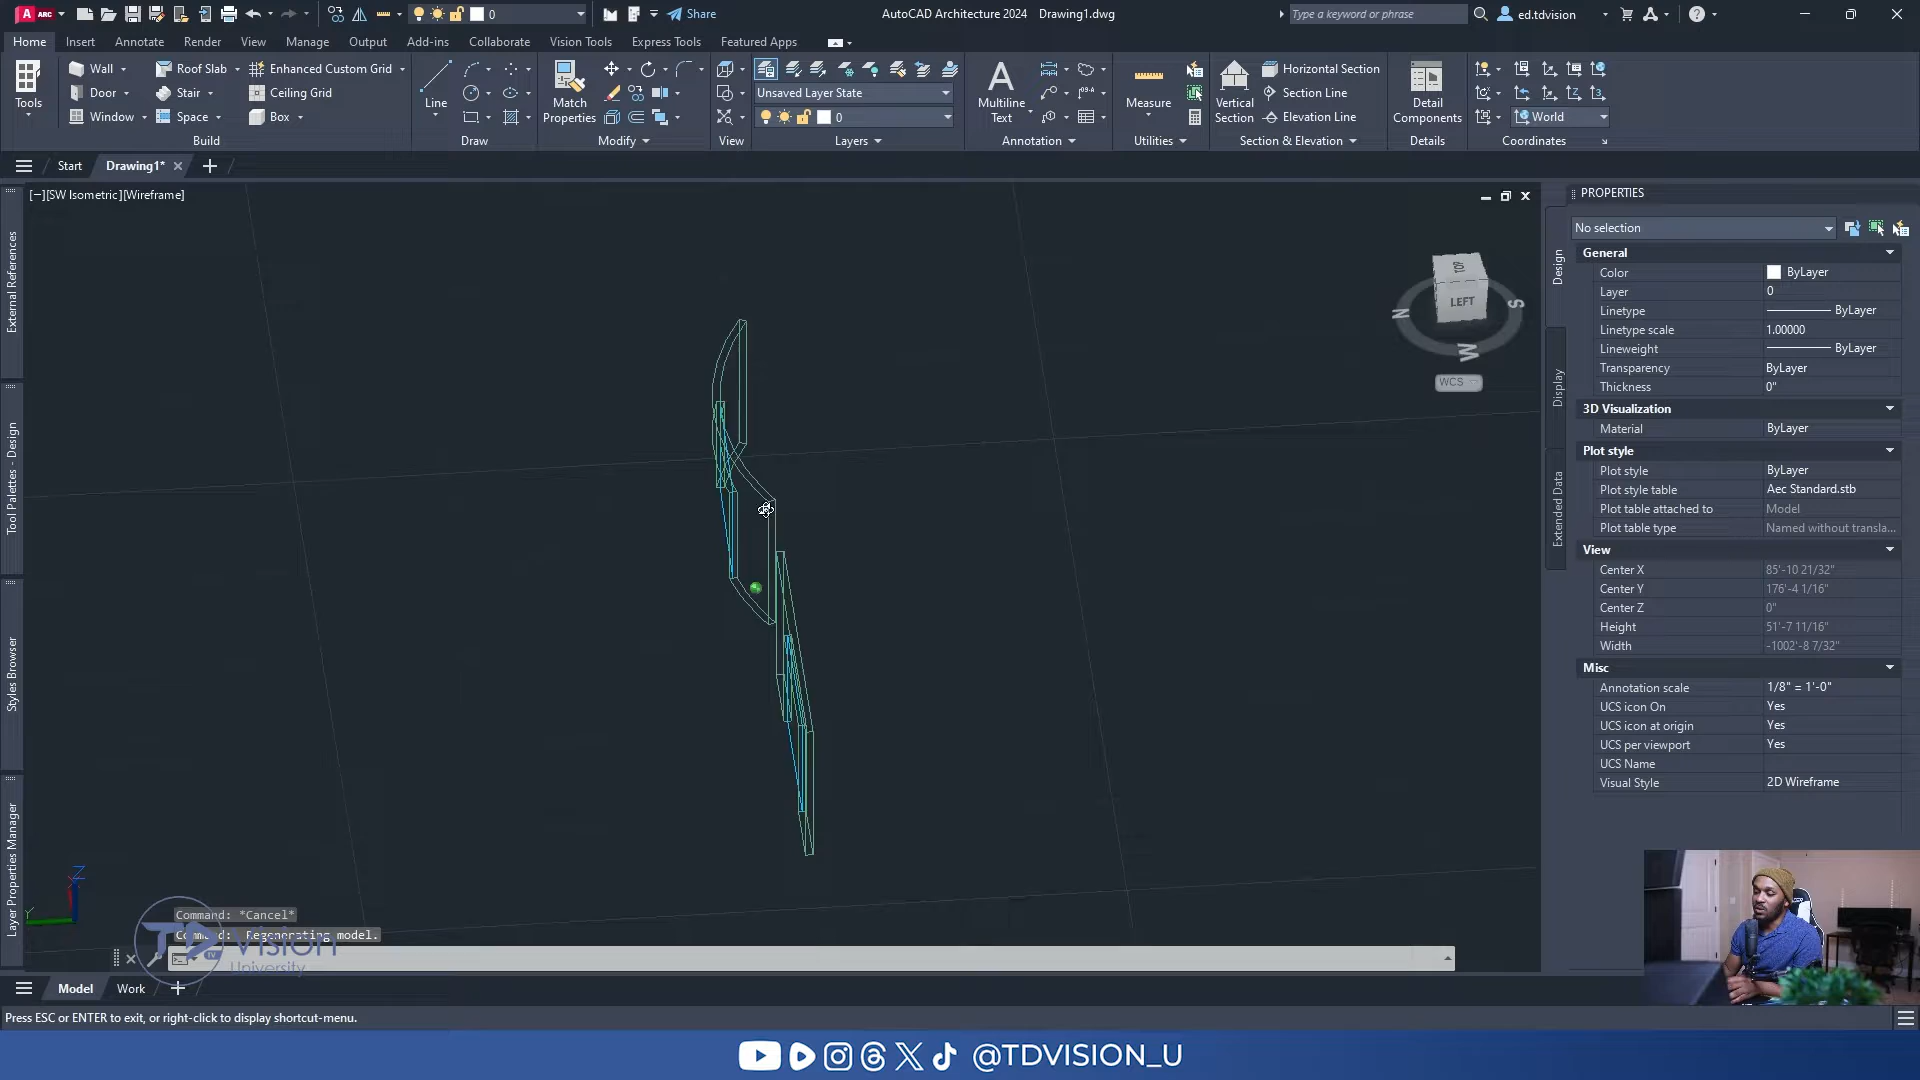 ARC
0
Share
AutoCAD Architecture 2024 Drawing1.dwg
Type a keyword or phrase
ed.tdvision
Home Insert Annotate Render View Manage Output Add-ins Collaborate Vision Tools Express Tools Featured Apps
Tools
Wall
Door
Window
Roof Slab
Stair
Space
Enhanced Custom Grid
Ceiling Grid
Box
Line
Match
Properties
Unsaved Layer State
0
Multiline
Text
Measure
Vertical
Section
Horizontal Section
Section Line
Elevation Line
Detail
Components
World
Build Draw Modify View Layers Annotation Utilities Section & Elevation Details Coordinates
Start Drawing1*
[−][SW Isometric][Wireframe]
External References
Tool Palettes - Design
Styles Browser
Layer Properties Manager
TOP
LEFT
N
S
W
WCS
Z
Y
Command: *Cancel*
Command: Regenerating model.
TD Vision
University
Model Work
Press ESC or ENTER to exit, or right-click to display shortcut-menu.
PROPERTIES
Design
Display
Extended Data
No selection
General
Color ByLayer
Layer 0
Linetype ByLayer
Linetype scale 1.00000
Lineweight ByLayer
Transparency ByLayer
Thickness 0"
3D Visualization
Material ByLayer
Plot style
Plot style ByLayer
Plot style table Aec Standard.stb
Plot table attached to Model
Plot table type Named without transla...
View
Center X 85'-10 21/32"
Center Y 176'-4 1/16"
Center Z 0"
Height 51'-7 11/16"
Width -1002'-8 7/32"
Misc
Annotation scale 1/8" = 1'-0"
UCS icon On Yes
UCS icon at origin Yes
UCS per viewport Yes
UCS Name
Visual Style 2D Wireframe
@TDVISION_U